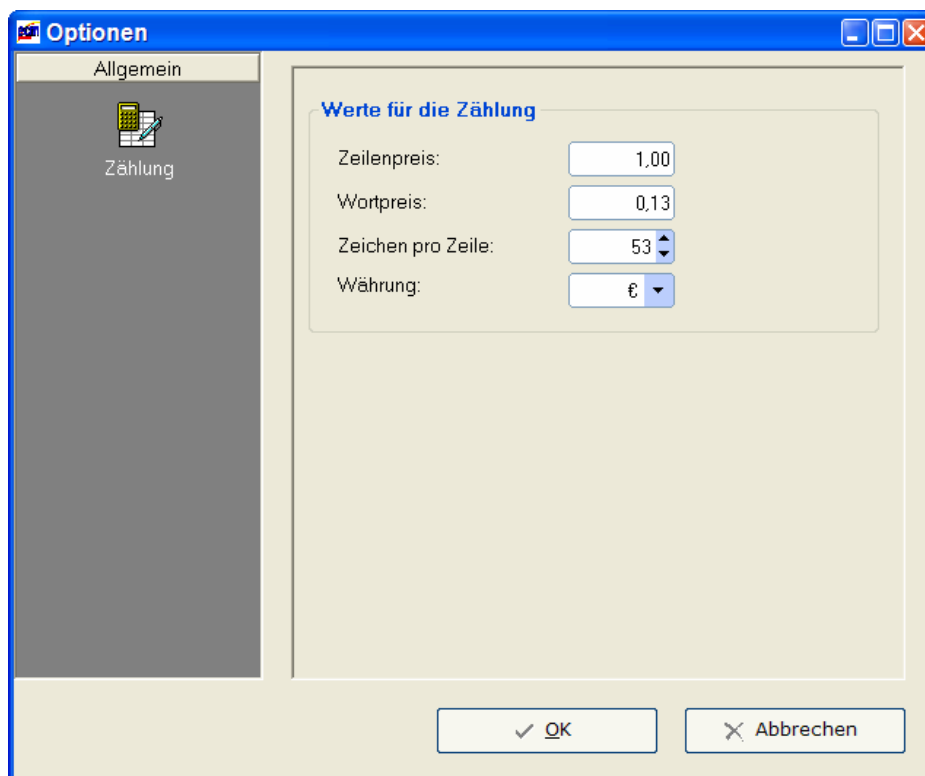 Optionen
Allgemein
Zählung
Werte für die Zählung
Zeilenpreis: 1,00
Wortpreis: 0,13
Zeichen pro Zeile: 53
Währung: €
OK
Abbrechen